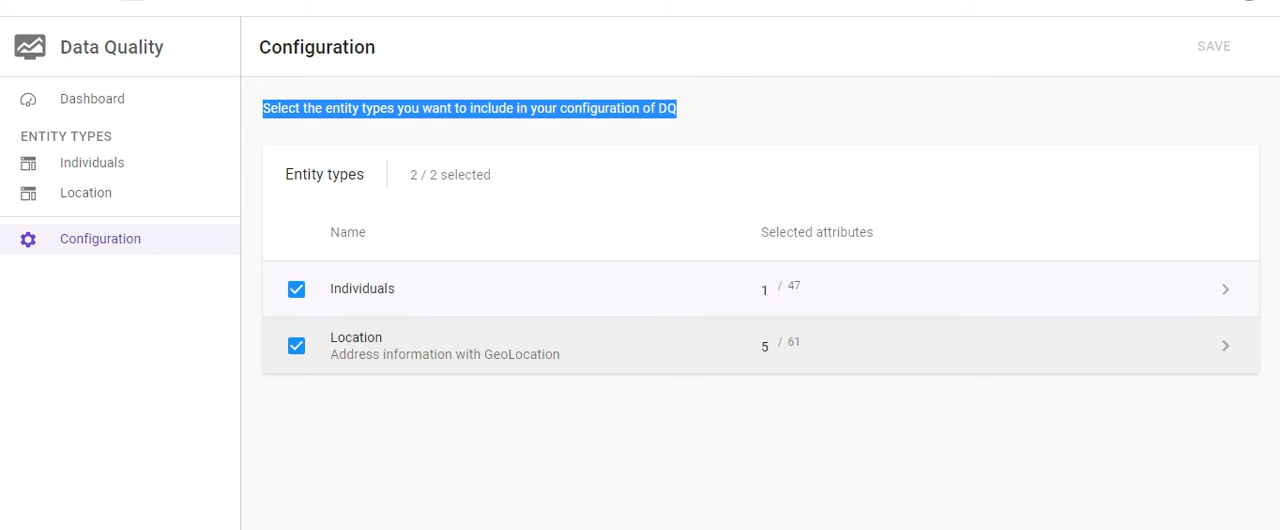 Data Quality
Configuration
SAVE
Dashboard
ENTITY TYPES
Individuals
Location
Configuration
Select the entity types you want to include in your configuration of DQ
Entity types
2 / 2 selected
Name
Selected attributes
Individuals
1 / 47
Location
Address information with GeoLocation
5 / 61